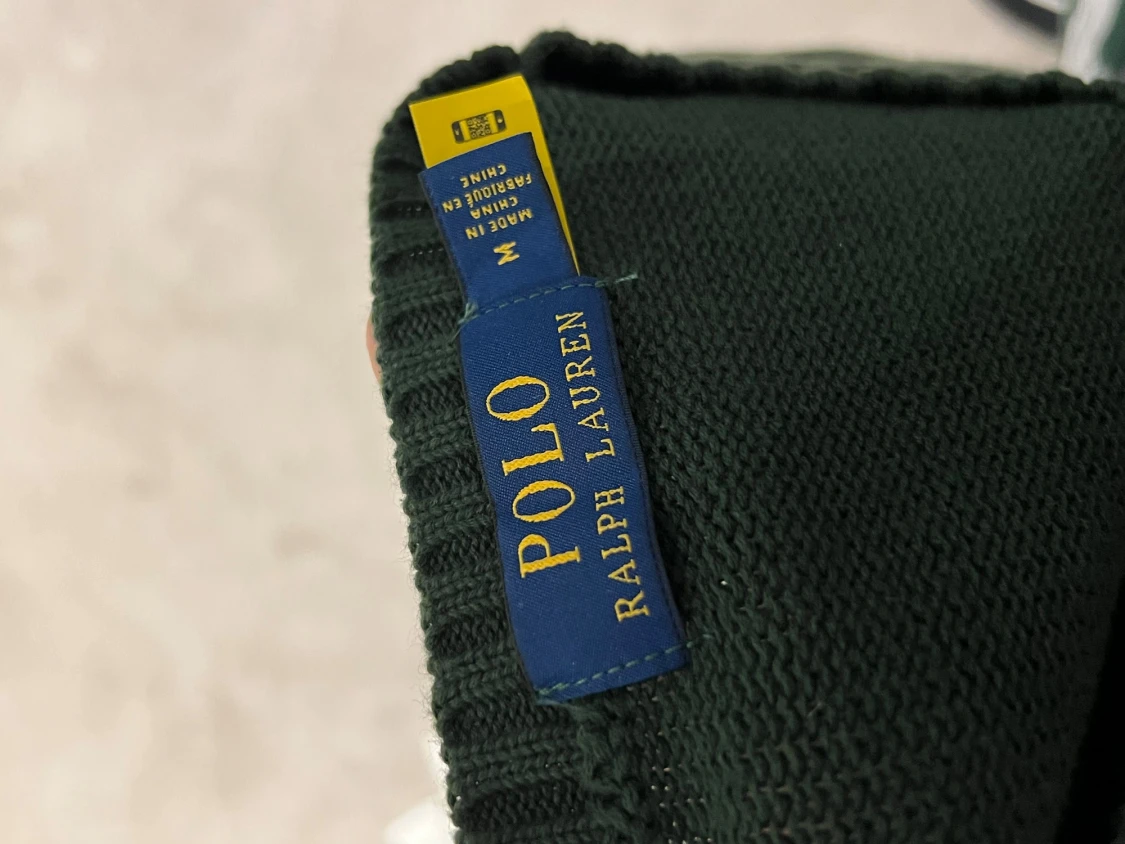 POLO
RALPH LAUREN
M
MADE IN
CHINA
FABRIQUÉ EN
CHINE